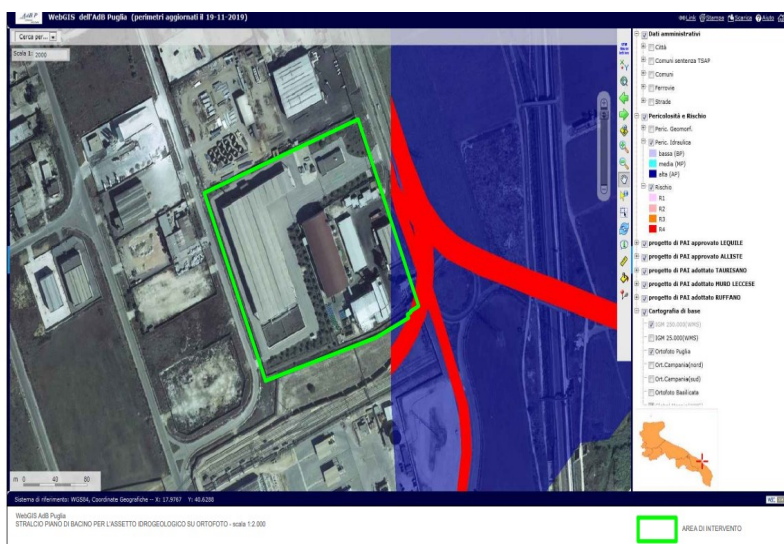 AdBP WebGIS dell'AdB Puglia (perimetri aggiornati il 19-11-2019)
Link Stampa Scarica Aiuto
Cerca per...
Scala 1: 2000
Dati amministrativi
Città
Comuni sentenza TSAP
Comuni
Ferrovie
Strade
Pericolosità e Rischio
Peric. Geomorf.
Peric. Idraulica
bassa (BP)
media (MP)
alta (AP)
Rischio
R1
R2
R3
R4
progetto di PAI approvato LEQUILE
progetto di PAI approvato ALLISTE
progetto di PAI adottato TAURISANO
progetto di PAI adottato MURO LECCESE
progetto di PAI adottato RUFFANO
Cartografia di base
IGM 250.000(WMS)
IGM 25.000(WMS)
Ortofoto Puglia
Ort.Campania(nord)
Ort.Campania(sud)
Ortofoto Basilicata
m 0 40 80
Sistema di riferimento: WGS84, Coordinate Geografiche -- X: 17.9767 Y: 40.6288
WebGIS AdB Puglia
STRALCIO PIANO DI BACINO PER L'ASSETTO IDROGEOLOGICO SU ORTOFOTO - scala 1:2.000
AREA DI INTERVENTO